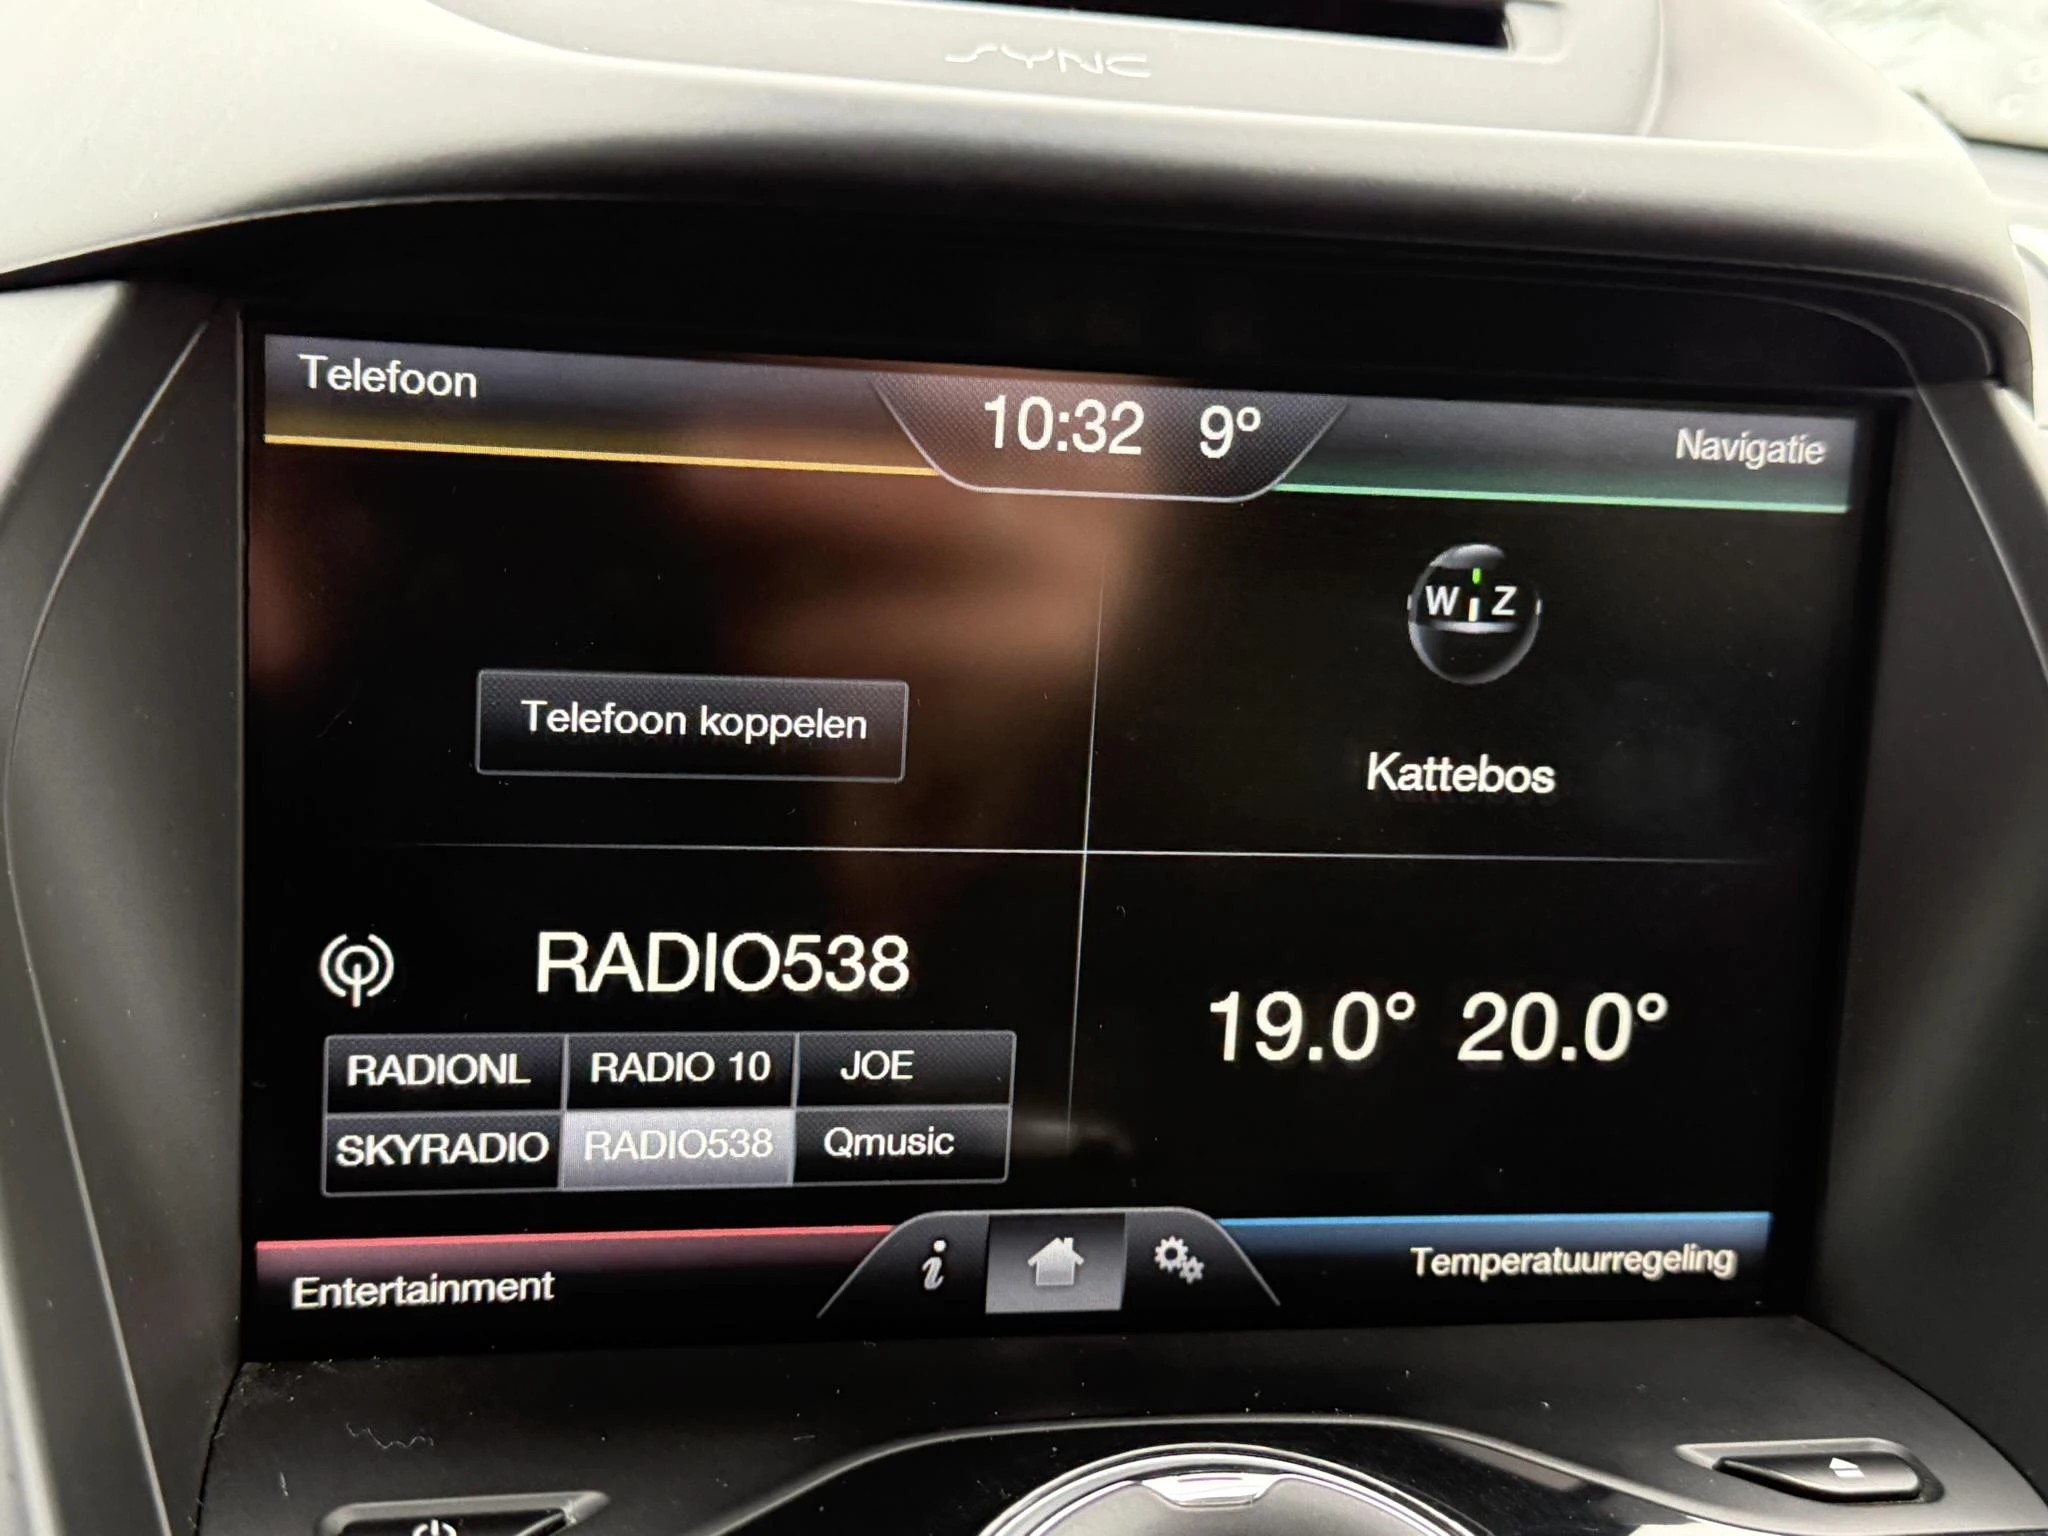 SYNC
Telefoon
10:32 9°
Navigatie
W Z
Telefoon koppelen
Kattebos
RADIO538
19.0° 20.0°
RADIONL RADIO 10 JOE
SKYRADIO RADIO538 Qmusic
Entertainment
i
Temperatuurregeling